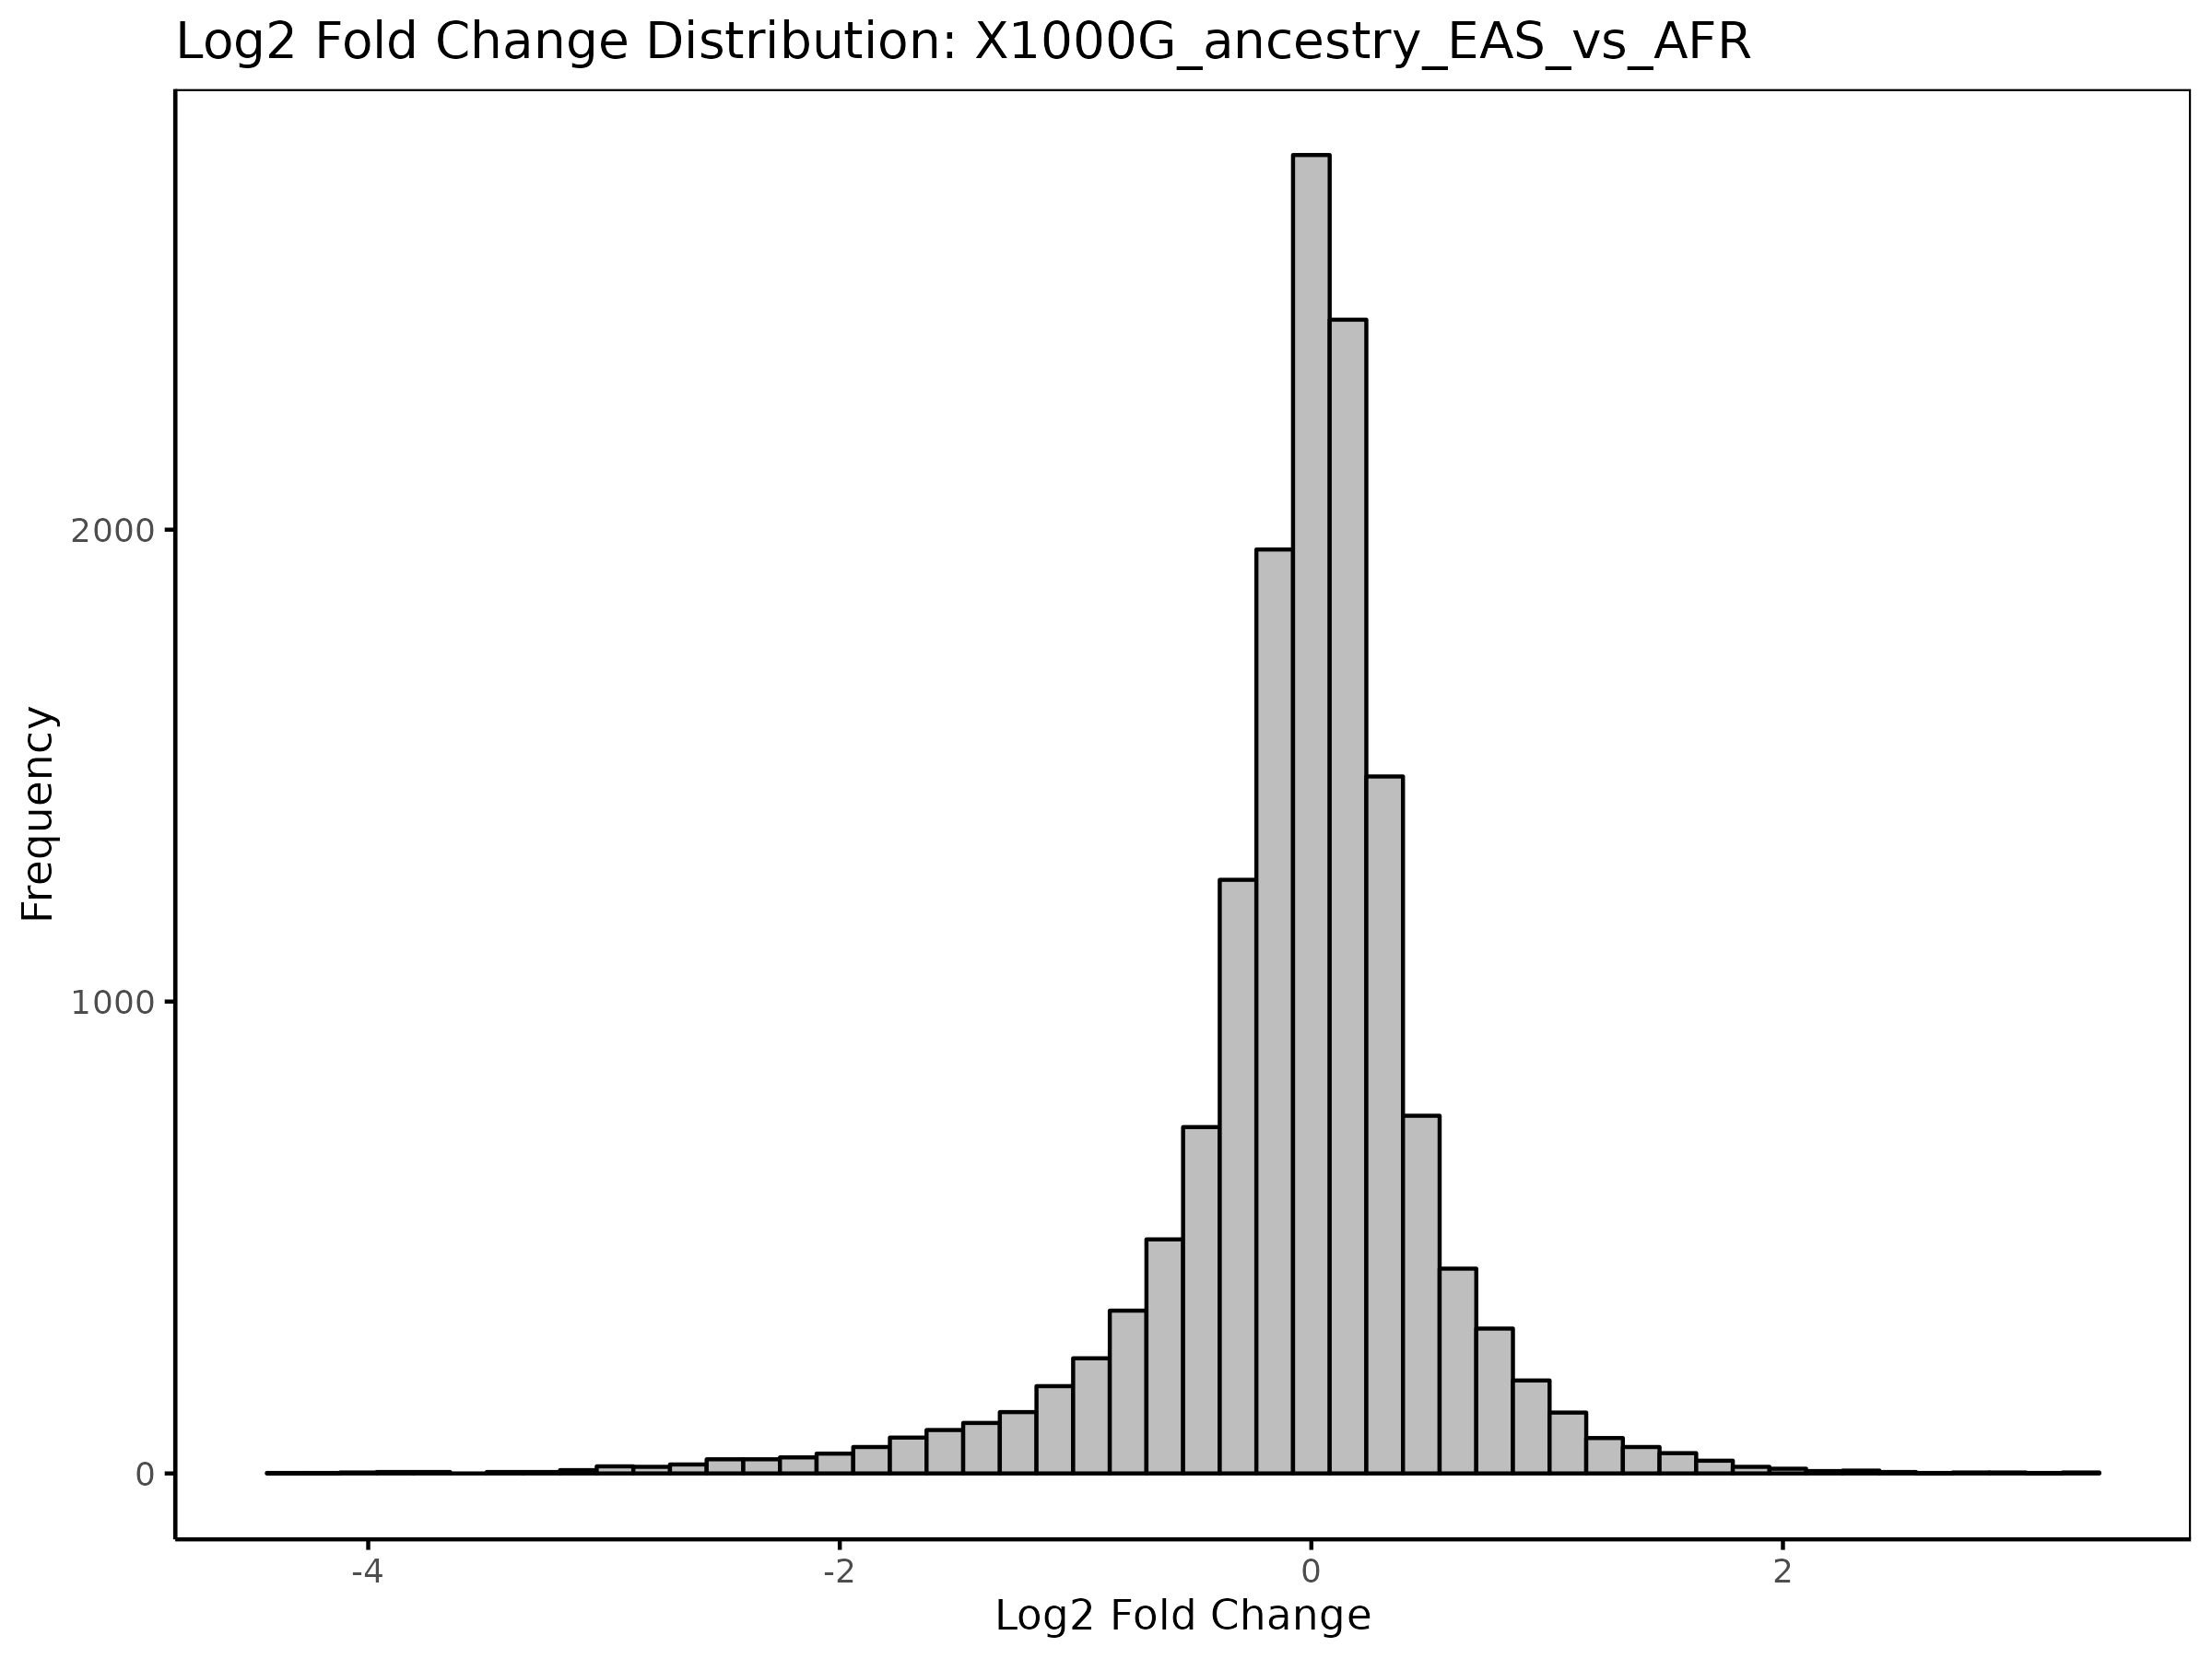 Log2 Fold Change Distribution: X1000G_ancestry_EAS_vs_AFR
Frequency
2000
1000
0
-4
-2
0
2
Log2 Fold Change